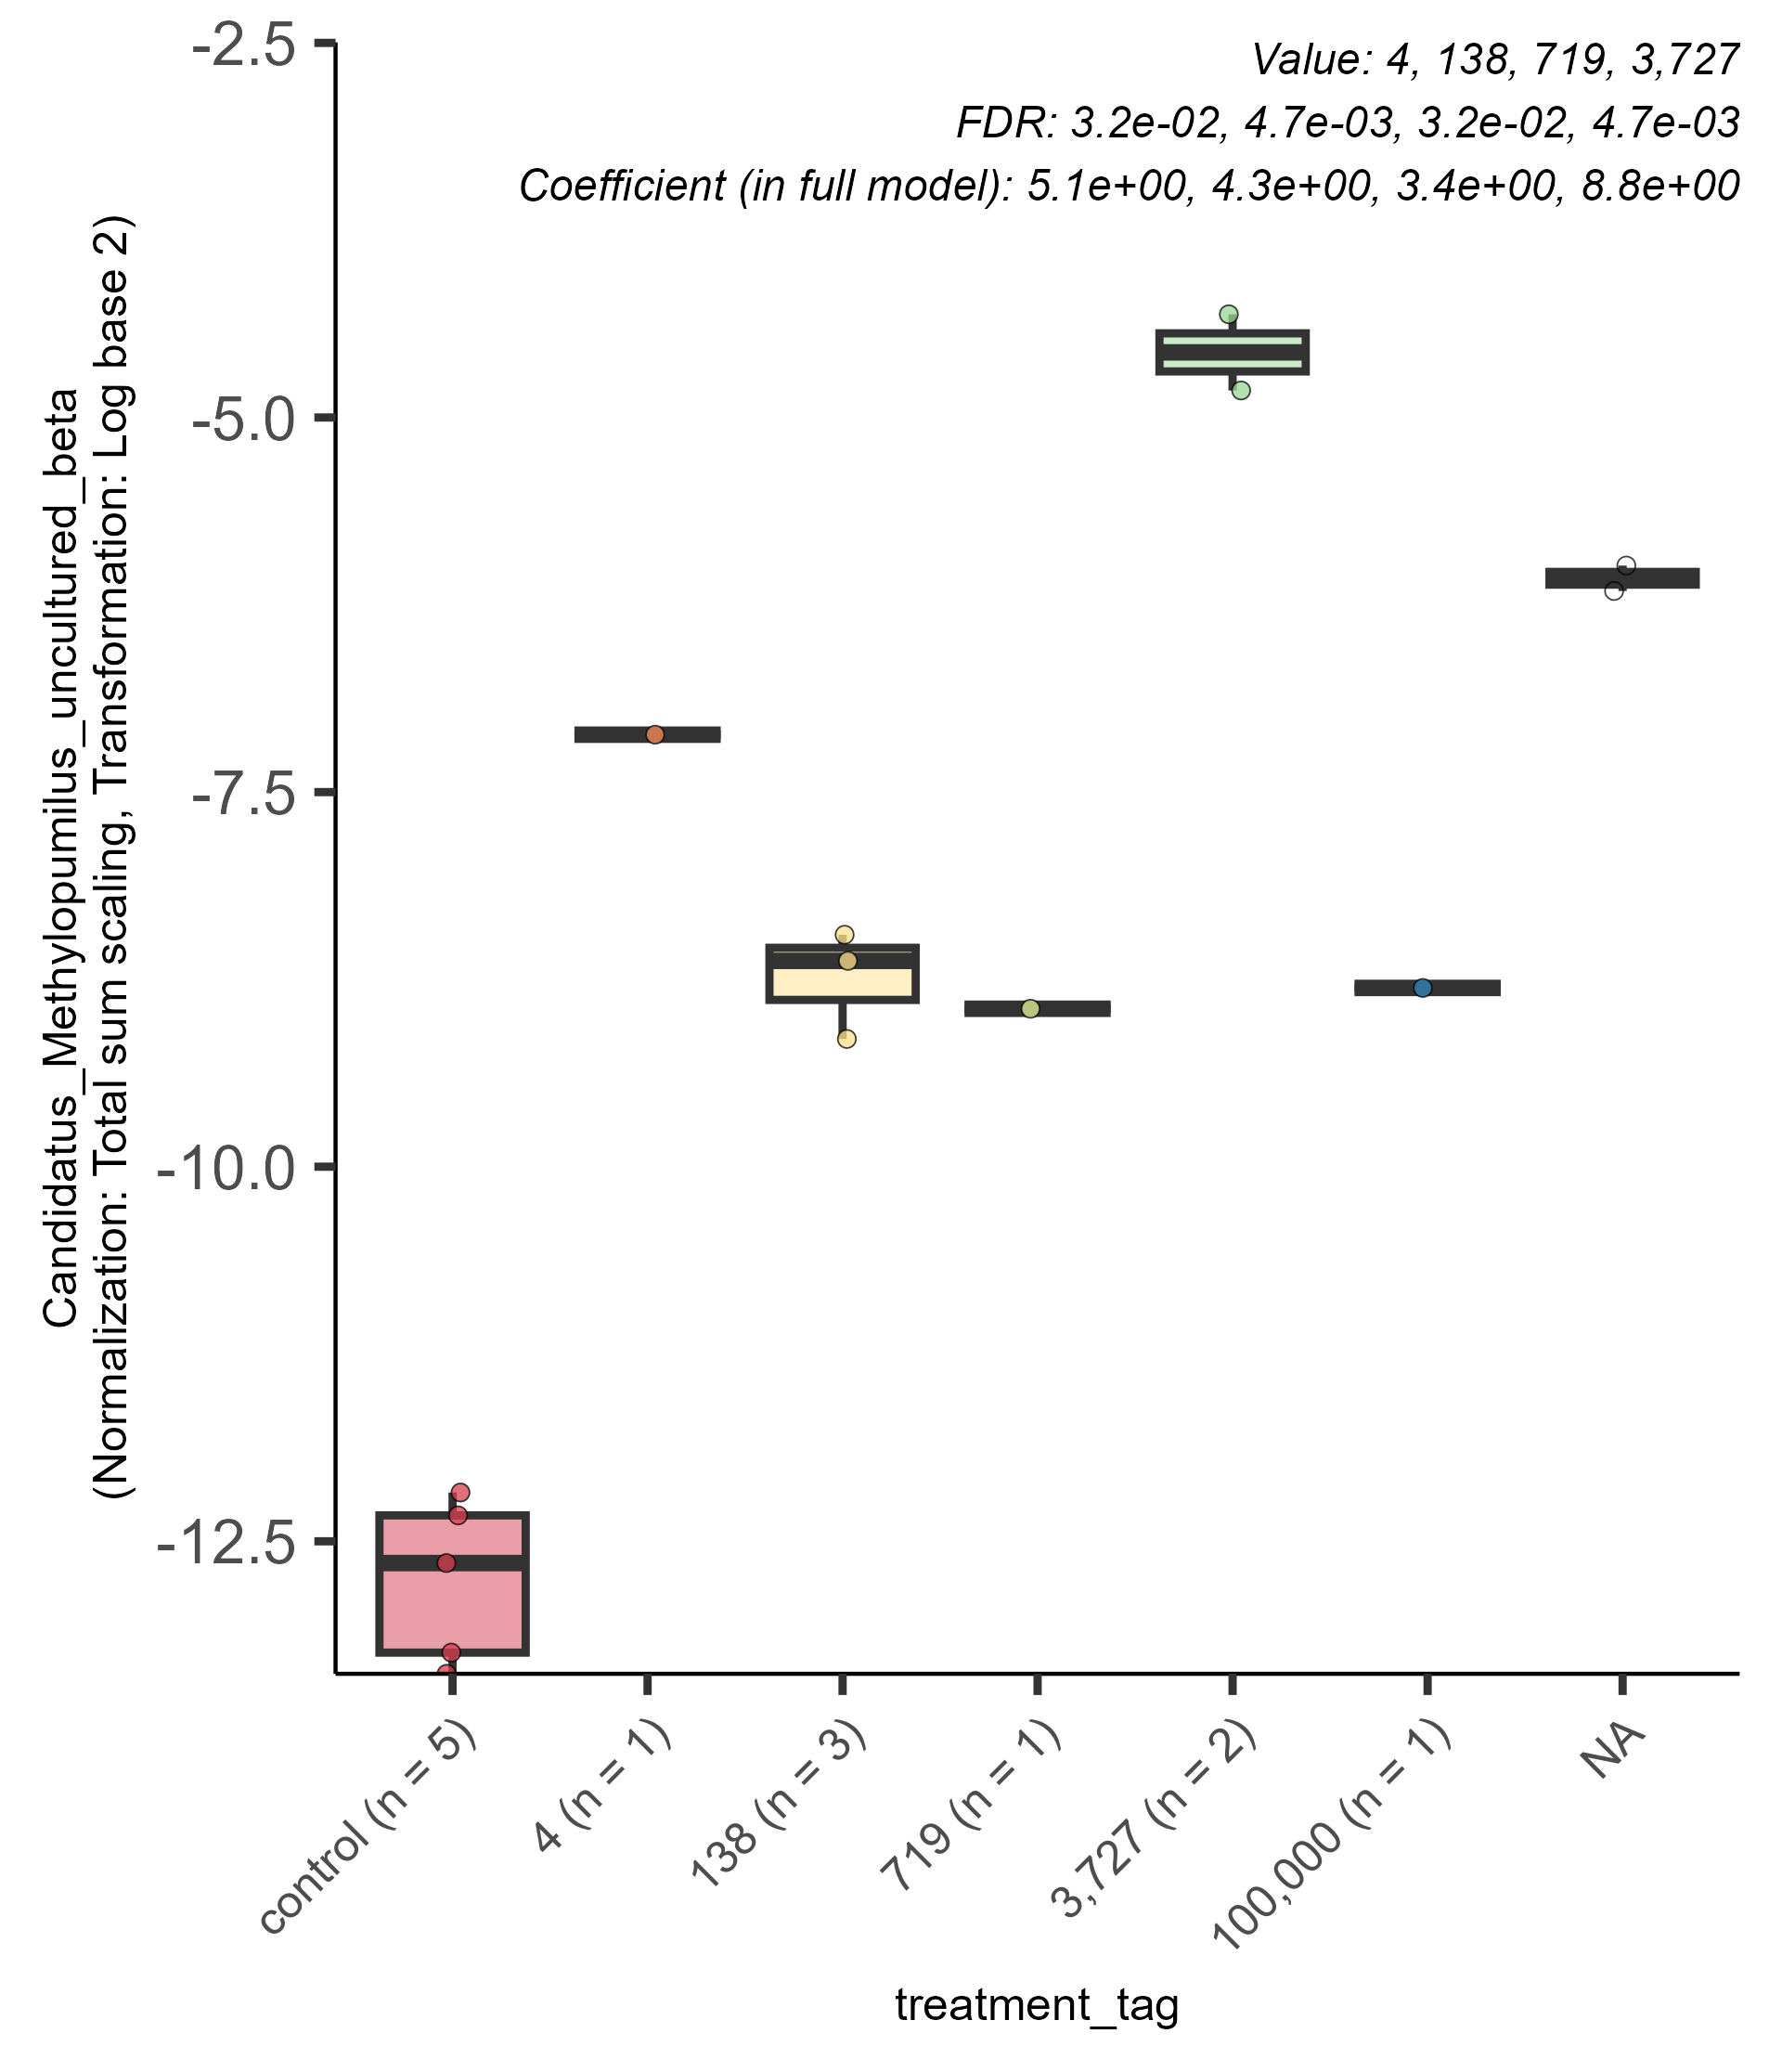 Value: 4, 138, 719, 3,727
FDR: 3.2e-02, 4.7e-03, 3.2e-02, 4.7e-03
Coefficient (in full model): 5.1e+00, 4.3e+00, 3.4e+00, 8.8e+00
Candidatus_Methylopumilus_uncultured_beta
(Normalization: Total sum scaling, Transformation: Log base 2)
-2.5
-5.0
-7.5
-10.0
-12.5
control (n = 5)
4 (n = 1)
138 (n = 3)
719 (n = 1)
3,727 (n = 2)
100,000 (n = 1)
NA
treatment_tag